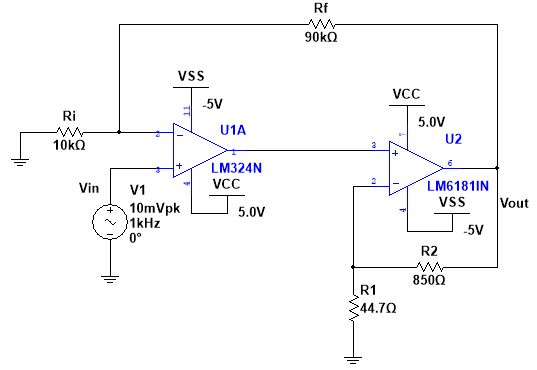 Rf
90kΩ
VSS
-5V
11
Ri
10kΩ
2
U1A
1
LM324N
3
4
VCC
5.0V
Vin
V1
10mVpk
1kHz
0°
VCC
5.0V
7
U2
3
6
2
LM6181IN
4
VSS
-5V
Vout
R2
850Ω
R1
44.7Ω